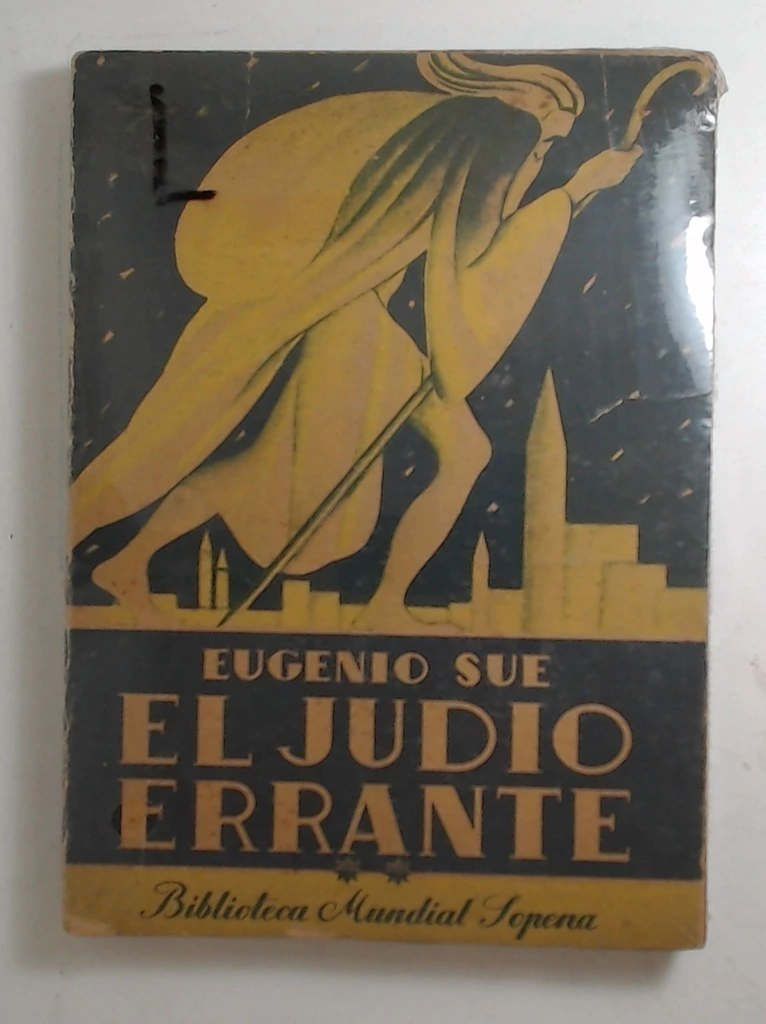 EUGENIO SUE
EL JUDIO
ERRANTE
Biblioteca Mundial Sopena